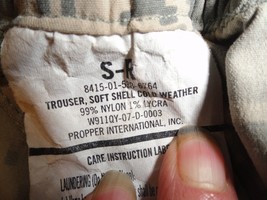 S-R
8415-01-
TROUSER, SOFT SHELL COLD WEATHER
99% NYLON 1% LYCRA
W911QY-07-D-0003
PROPPER INTERNATIONAL, INC.
CARE INSTRUCTION LABEL
LAUNDERING